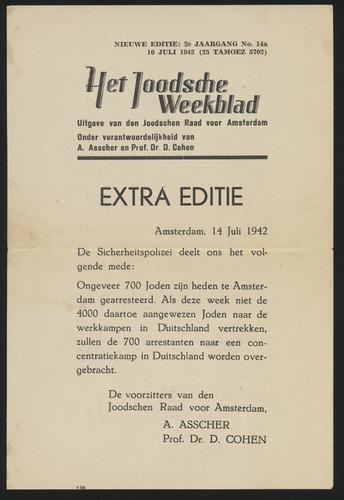 NIEUWE EDITIE: 2e JAARGANG No. 14a
10 JULI 1942 (25 TAMOEZ 5702)
Het Joodsche
Weekblad
Uitgave van den Joodschen Raad voor Amsterdam
Onder verantwoordelijkheid van
A. Asscher en Prof. Dr. D. Cohen
EXTRA EDITIE
Amsterdam, 14 Juli 1942
De Sicherheitspolizei deelt ons het vol-
gende mede:
Ongeveer 700 Joden zijn heden te Amster-
dam gearresteerd. Als deze week niet de
4000 daartoe aangewezen Joden naar de
werkkampen in Duitschland vertrekken,
zullen de 700 arrestanten naar een con-
centratiekamp in Duitschland worden over-
gebracht.
De voorzitters van den
Joodschen Raad voor Amsterdam,
A. ASSCHER
Prof. Dr. D. COHEN